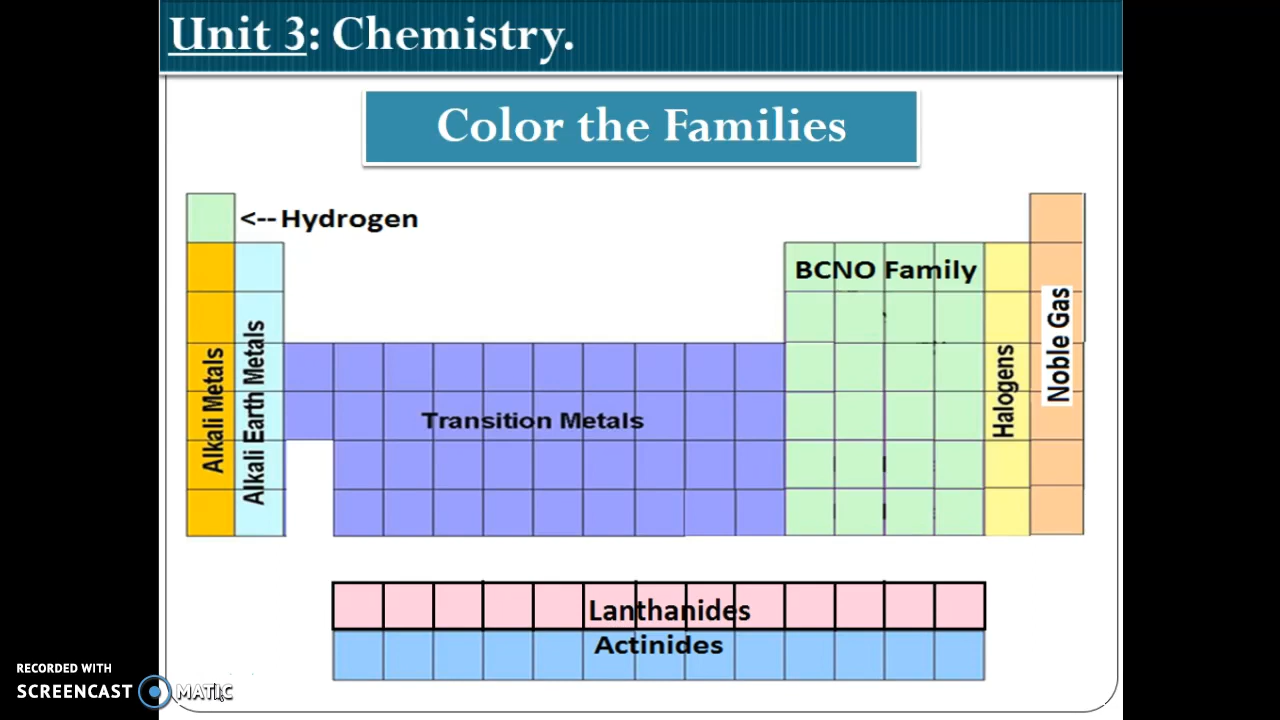 Unit 3: Chemistry.
Color the Families
<-- Hydrogen
BCNO Family
Alkali Metals
Alkali Earth Metals
Transition Metals
Halogens
Noble Gas
Lanthanides
Actinides
RECORDED WITH
SCREENCAST MATIC